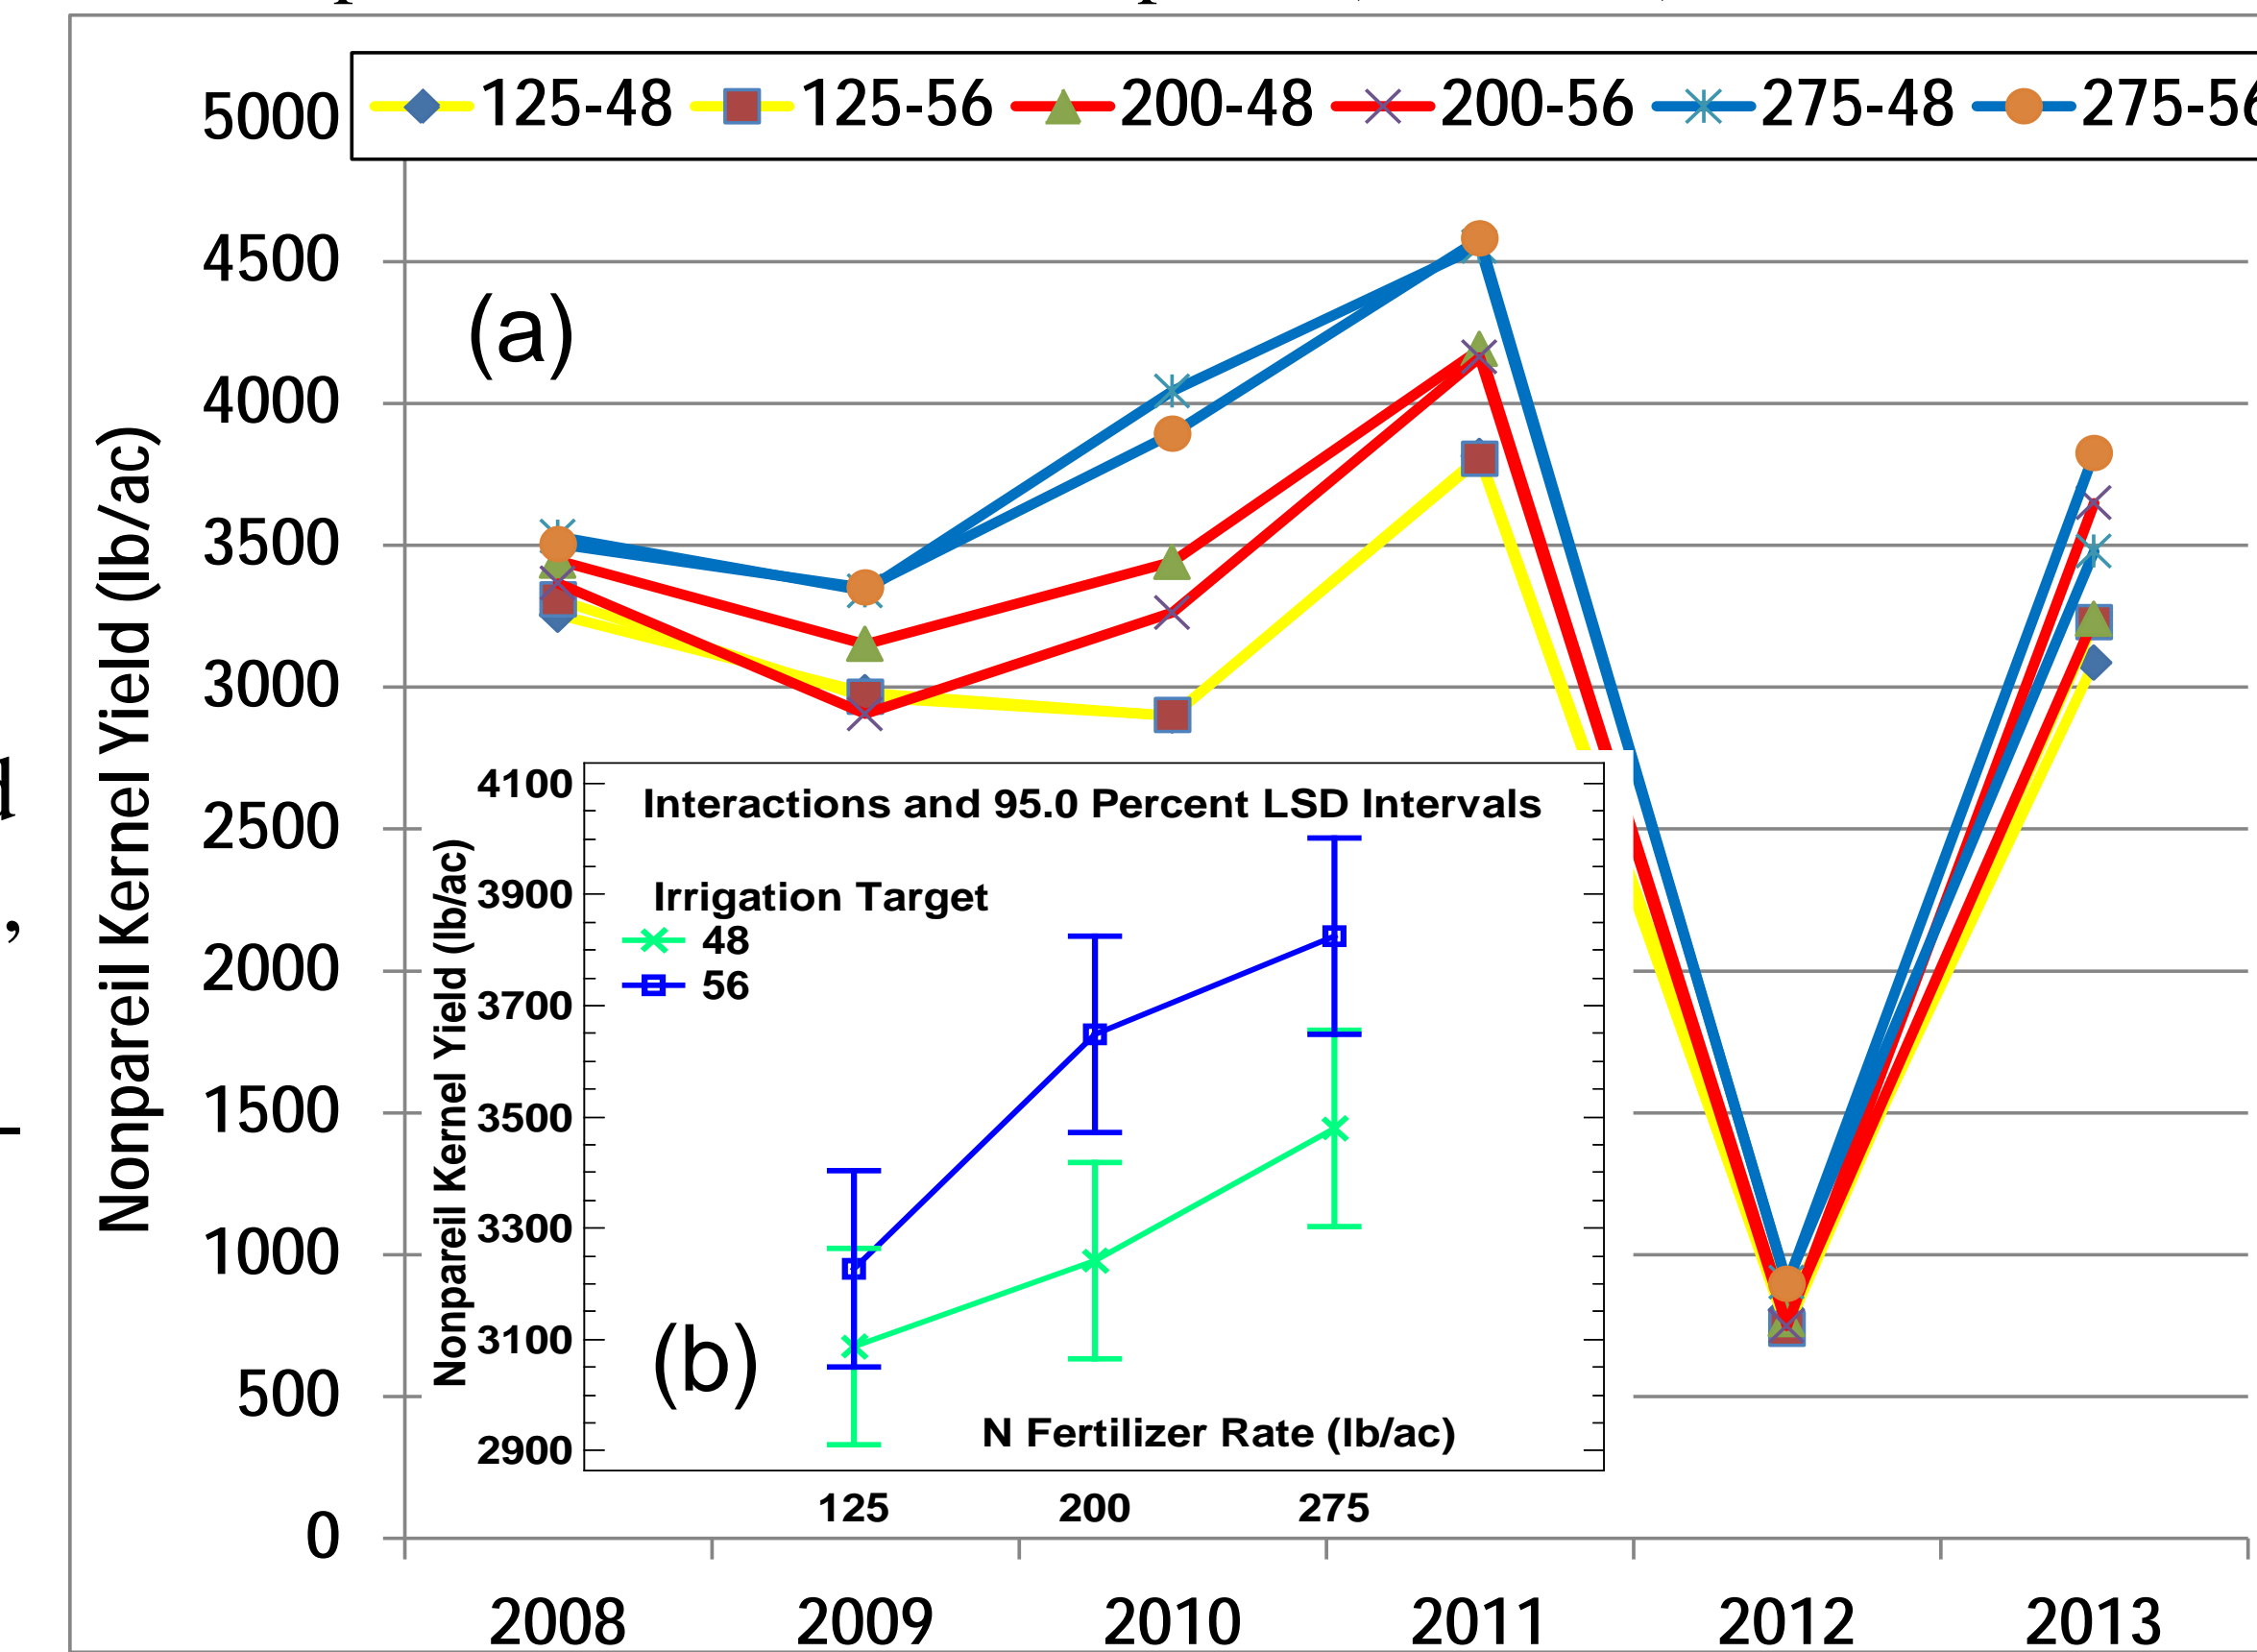 5000
125-48 125-56 200-48 200-56 275-48 275-56
4500
(a)
4000
3500
3000
2500
2000
1500
1000
500
0
Nonpareil Kernel Yield (lb/ac)
2008 2009 2010 2011 2012 2013
Interactions and 95.0 Percent LSD Intervals
Irrigation Target
48
56
4100
3900
3700
3500
3300
3100
2900
Nonpareil Kernel Yield (lb/ac)
(b)
N Fertilizer Rate (lb/ac)
125 200 275